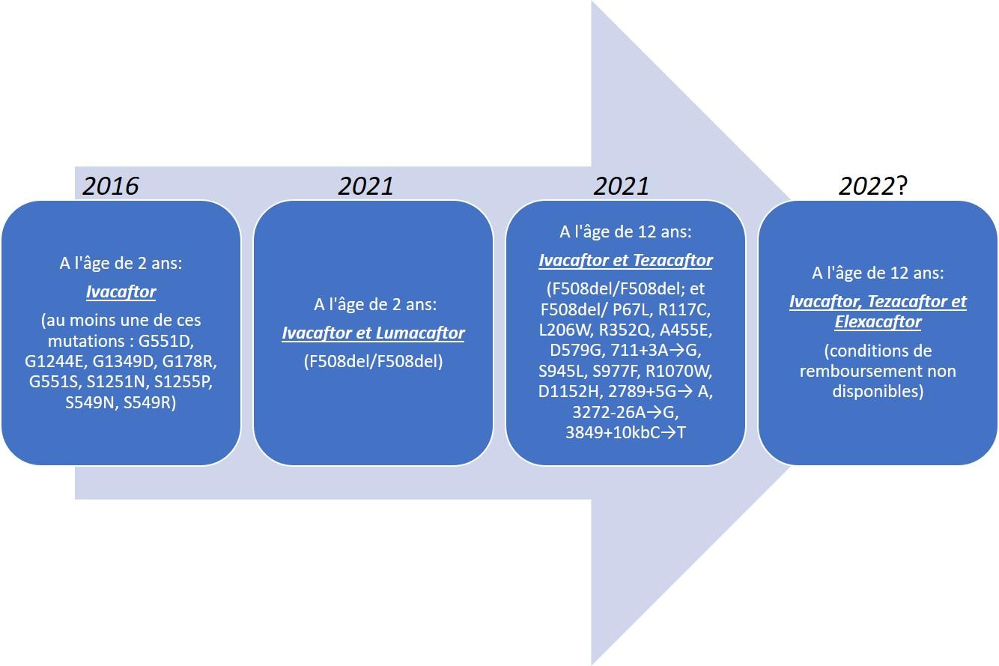 2016
A l'âge de 2 ans:
Ivacaftor
(au moins une de ces
mutations : G551D,
G1244E, G1349D, G178R,
G551S, S1251N, S1255P,
S549N, S549R)
2021
A l'âge de 2 ans:
Ivacaftor et Lumacaftor
(F508del/F508del)
2021
A l'âge de 12 ans:
Ivacaftor et Tezacaftor
(F508del/F508del; et
F508del/ P67L, R117C,
L206W, R352Q, A455E,
D579G, 711+3A→G,
S945L, S977F, R1070W,
D1152H, 2789+5G→ A,
3272-26A→G,
3849+10kbC→T
2022?
A l'âge de 12 ans:
Ivacaftor, Tezacaftor et
Elexacaftor
(conditions de
remboursement non
disponibles)